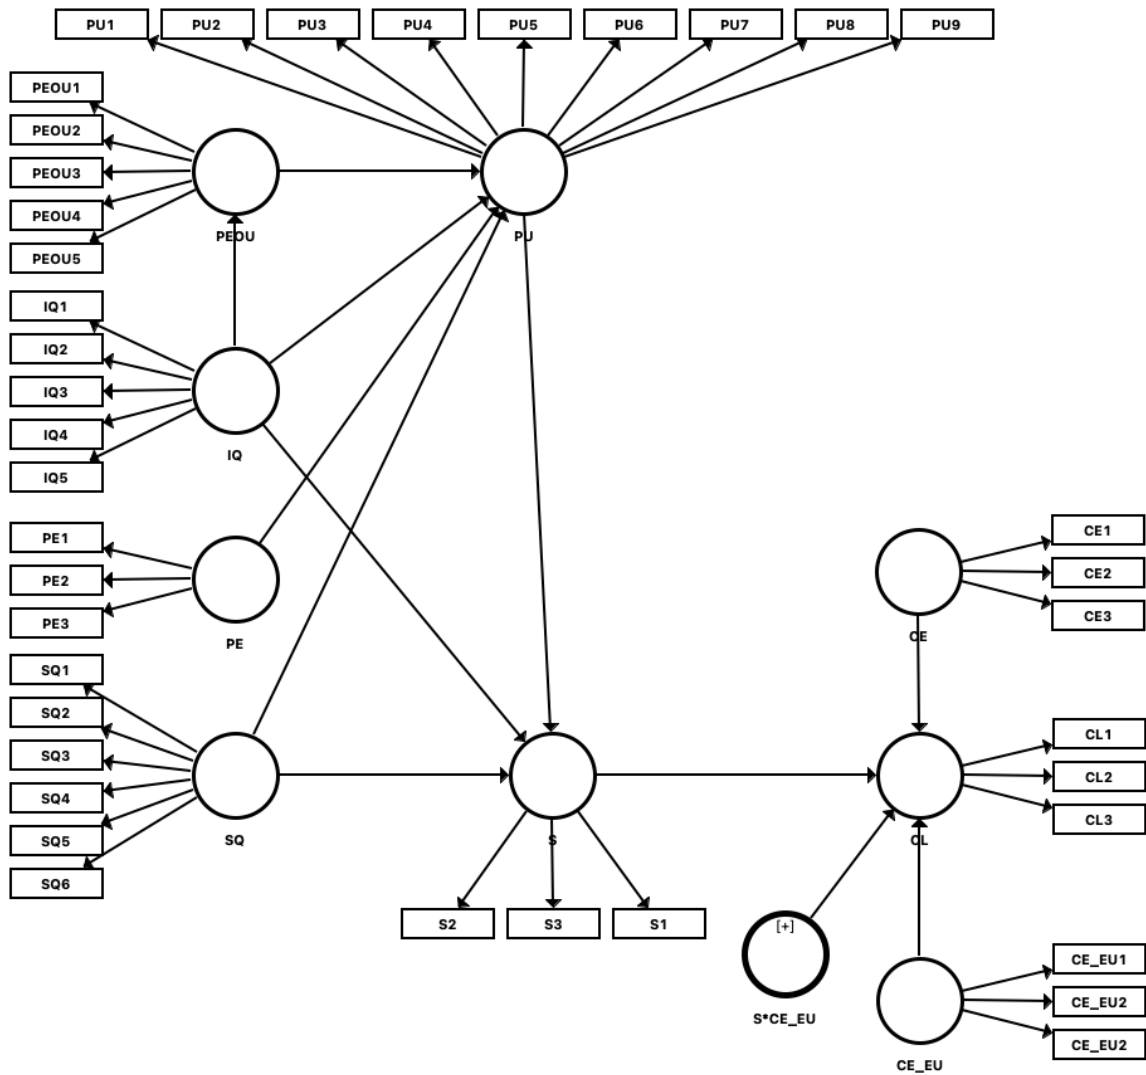 PU1 PU2 PU3 PU4 PU5 PU6 PU7 PU8 PU9
PEOU1
PEOU2
PEOU3
PEOU4
PEOU5
PEOU
PU
IQ1
IQ2
IQ3
IQ4
IQ5
IQ
PE1
PE2
PE3
PE
CE1
CE2
CE3
CE
SQ1
SQ2
SQ3
SQ4
SQ5
SQ6
SQ
S
S2 S3 S1
CL1
CL2
CL3
CL
[+]
S*CE_EU
CE_EU1
CE_EU2
CE_EU2
CE_EU